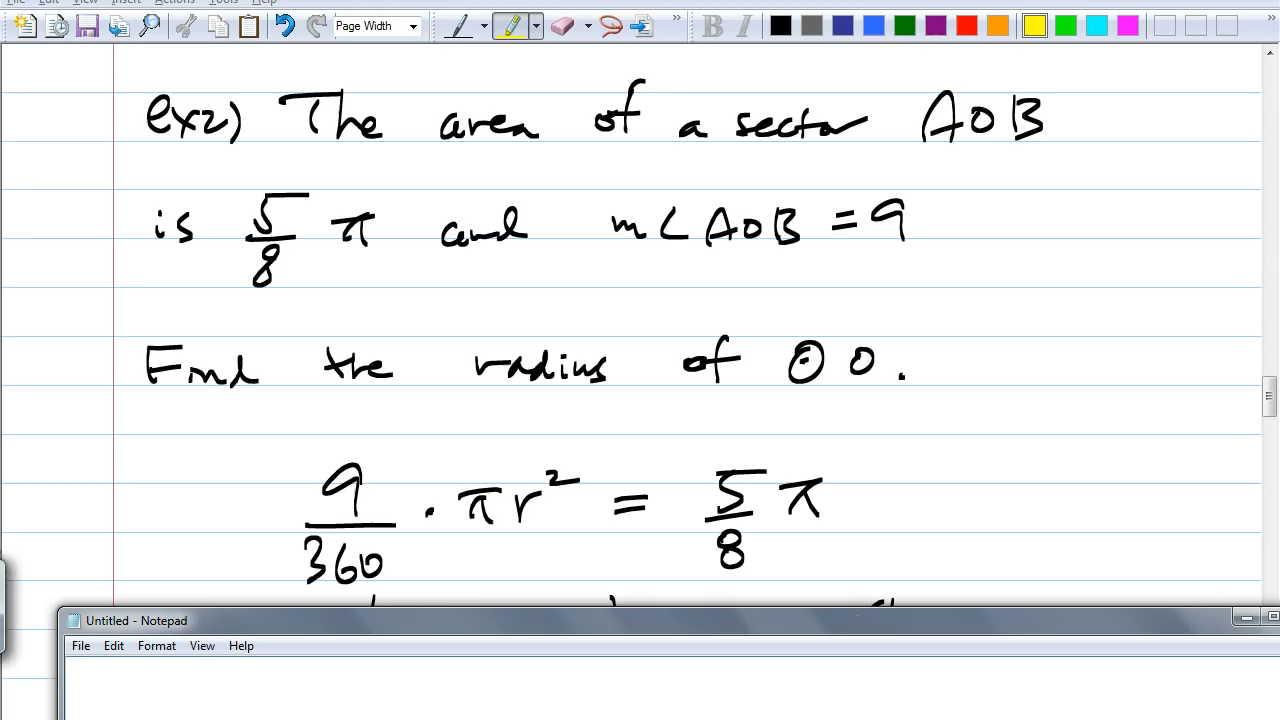 File Edit View Insert Actions Tools Help
Page Width
ex2) The area of a sector AOB
is 5/8 π and m∠AOB = 9
Find the radius of ⊙ O.
9/360 · πr² = 5/8 π
Untitled - Notepad
File Edit Format View Help